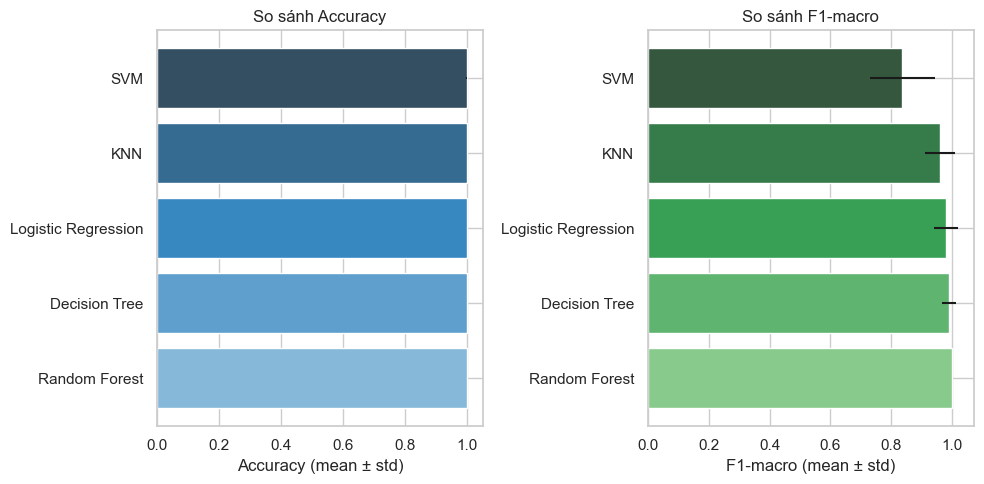 So sánh Accuracy
SVM
KNN
Logistic Regression
Decision Tree
Random Forest
0.0 0.2 0.4 0.6 0.8 1.0
Accuracy (mean ± std)
So sánh F1-macro
SVM
KNN
Logistic Regression
Decision Tree
Random Forest
0.0 0.2 0.4 0.6 0.8 1.0
F1-macro (mean ± std)